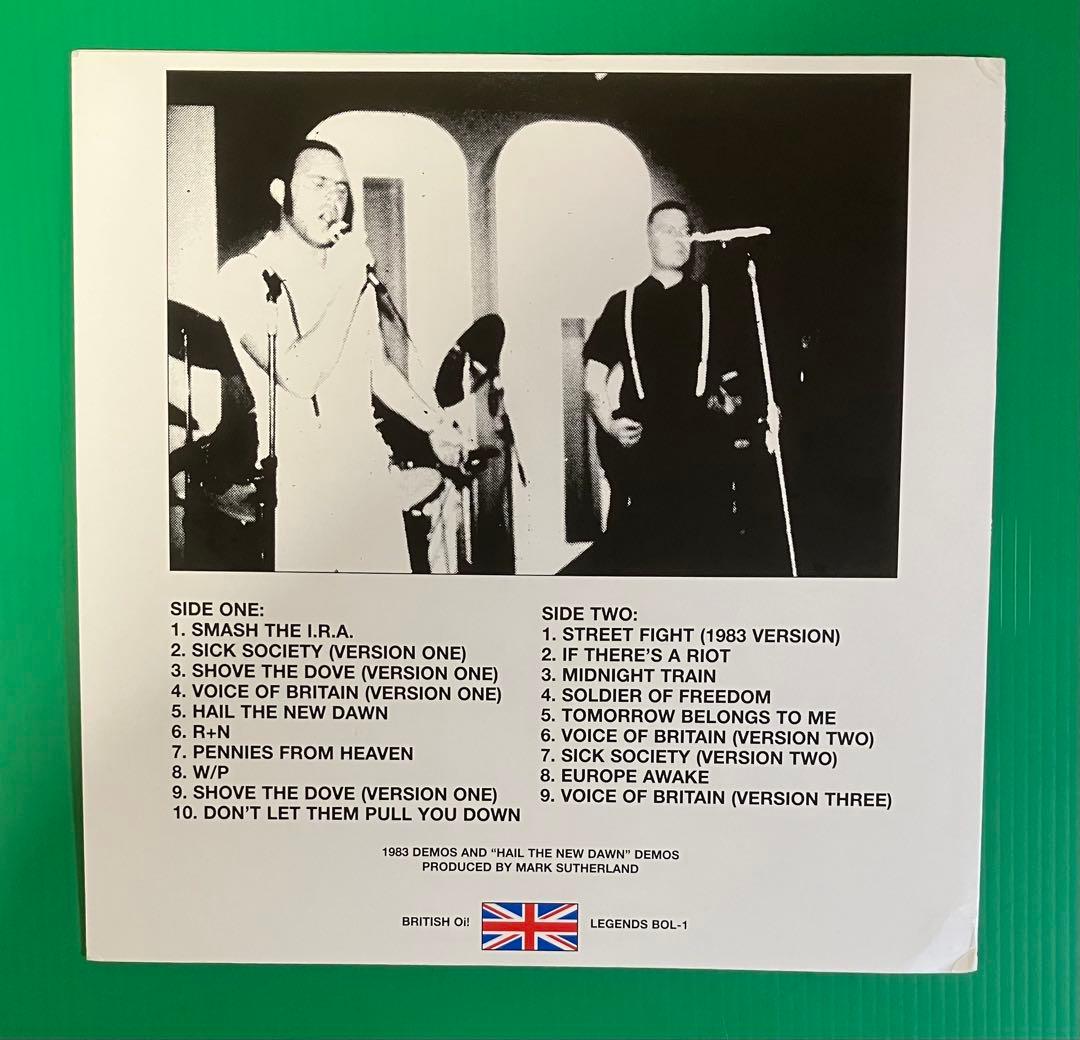 SIDE ONE:
1. SMASH THE I.R.A.
2. SICK SOCIETY (VERSION ONE)
3. SHOVE THE DOVE (VERSION ONE)
4. VOICE OF BRITAIN (VERSION ONE)
5. HAIL THE NEW DAWN
6. R+N
7. PENNIES FROM HEAVEN
8. W/P
9. SHOVE THE DOVE (VERSION ONE)
10. DON'T LET THEM PULL YOU DOWN
SIDE TWO:
1. STREET FIGHT (1983 VERSION)
2. IF THERE'S A RIOT
3. MIDNIGHT TRAIN
4. SOLDIER OF FREEDOM
5. TOMORROW BELONGS TO ME
6. VOICE OF BRITAIN (VERSION TWO)
7. SICK SOCIETY (VERSION TWO)
8. EUROPE AWAKE
9. VOICE OF BRITAIN (VERSION THREE)
1983 DEMOS AND “HAIL THE NEW DAWN” DEMOS
PRODUCED BY MARK SUTHERLAND
BRITISH Oi! LEGENDS BOL-1